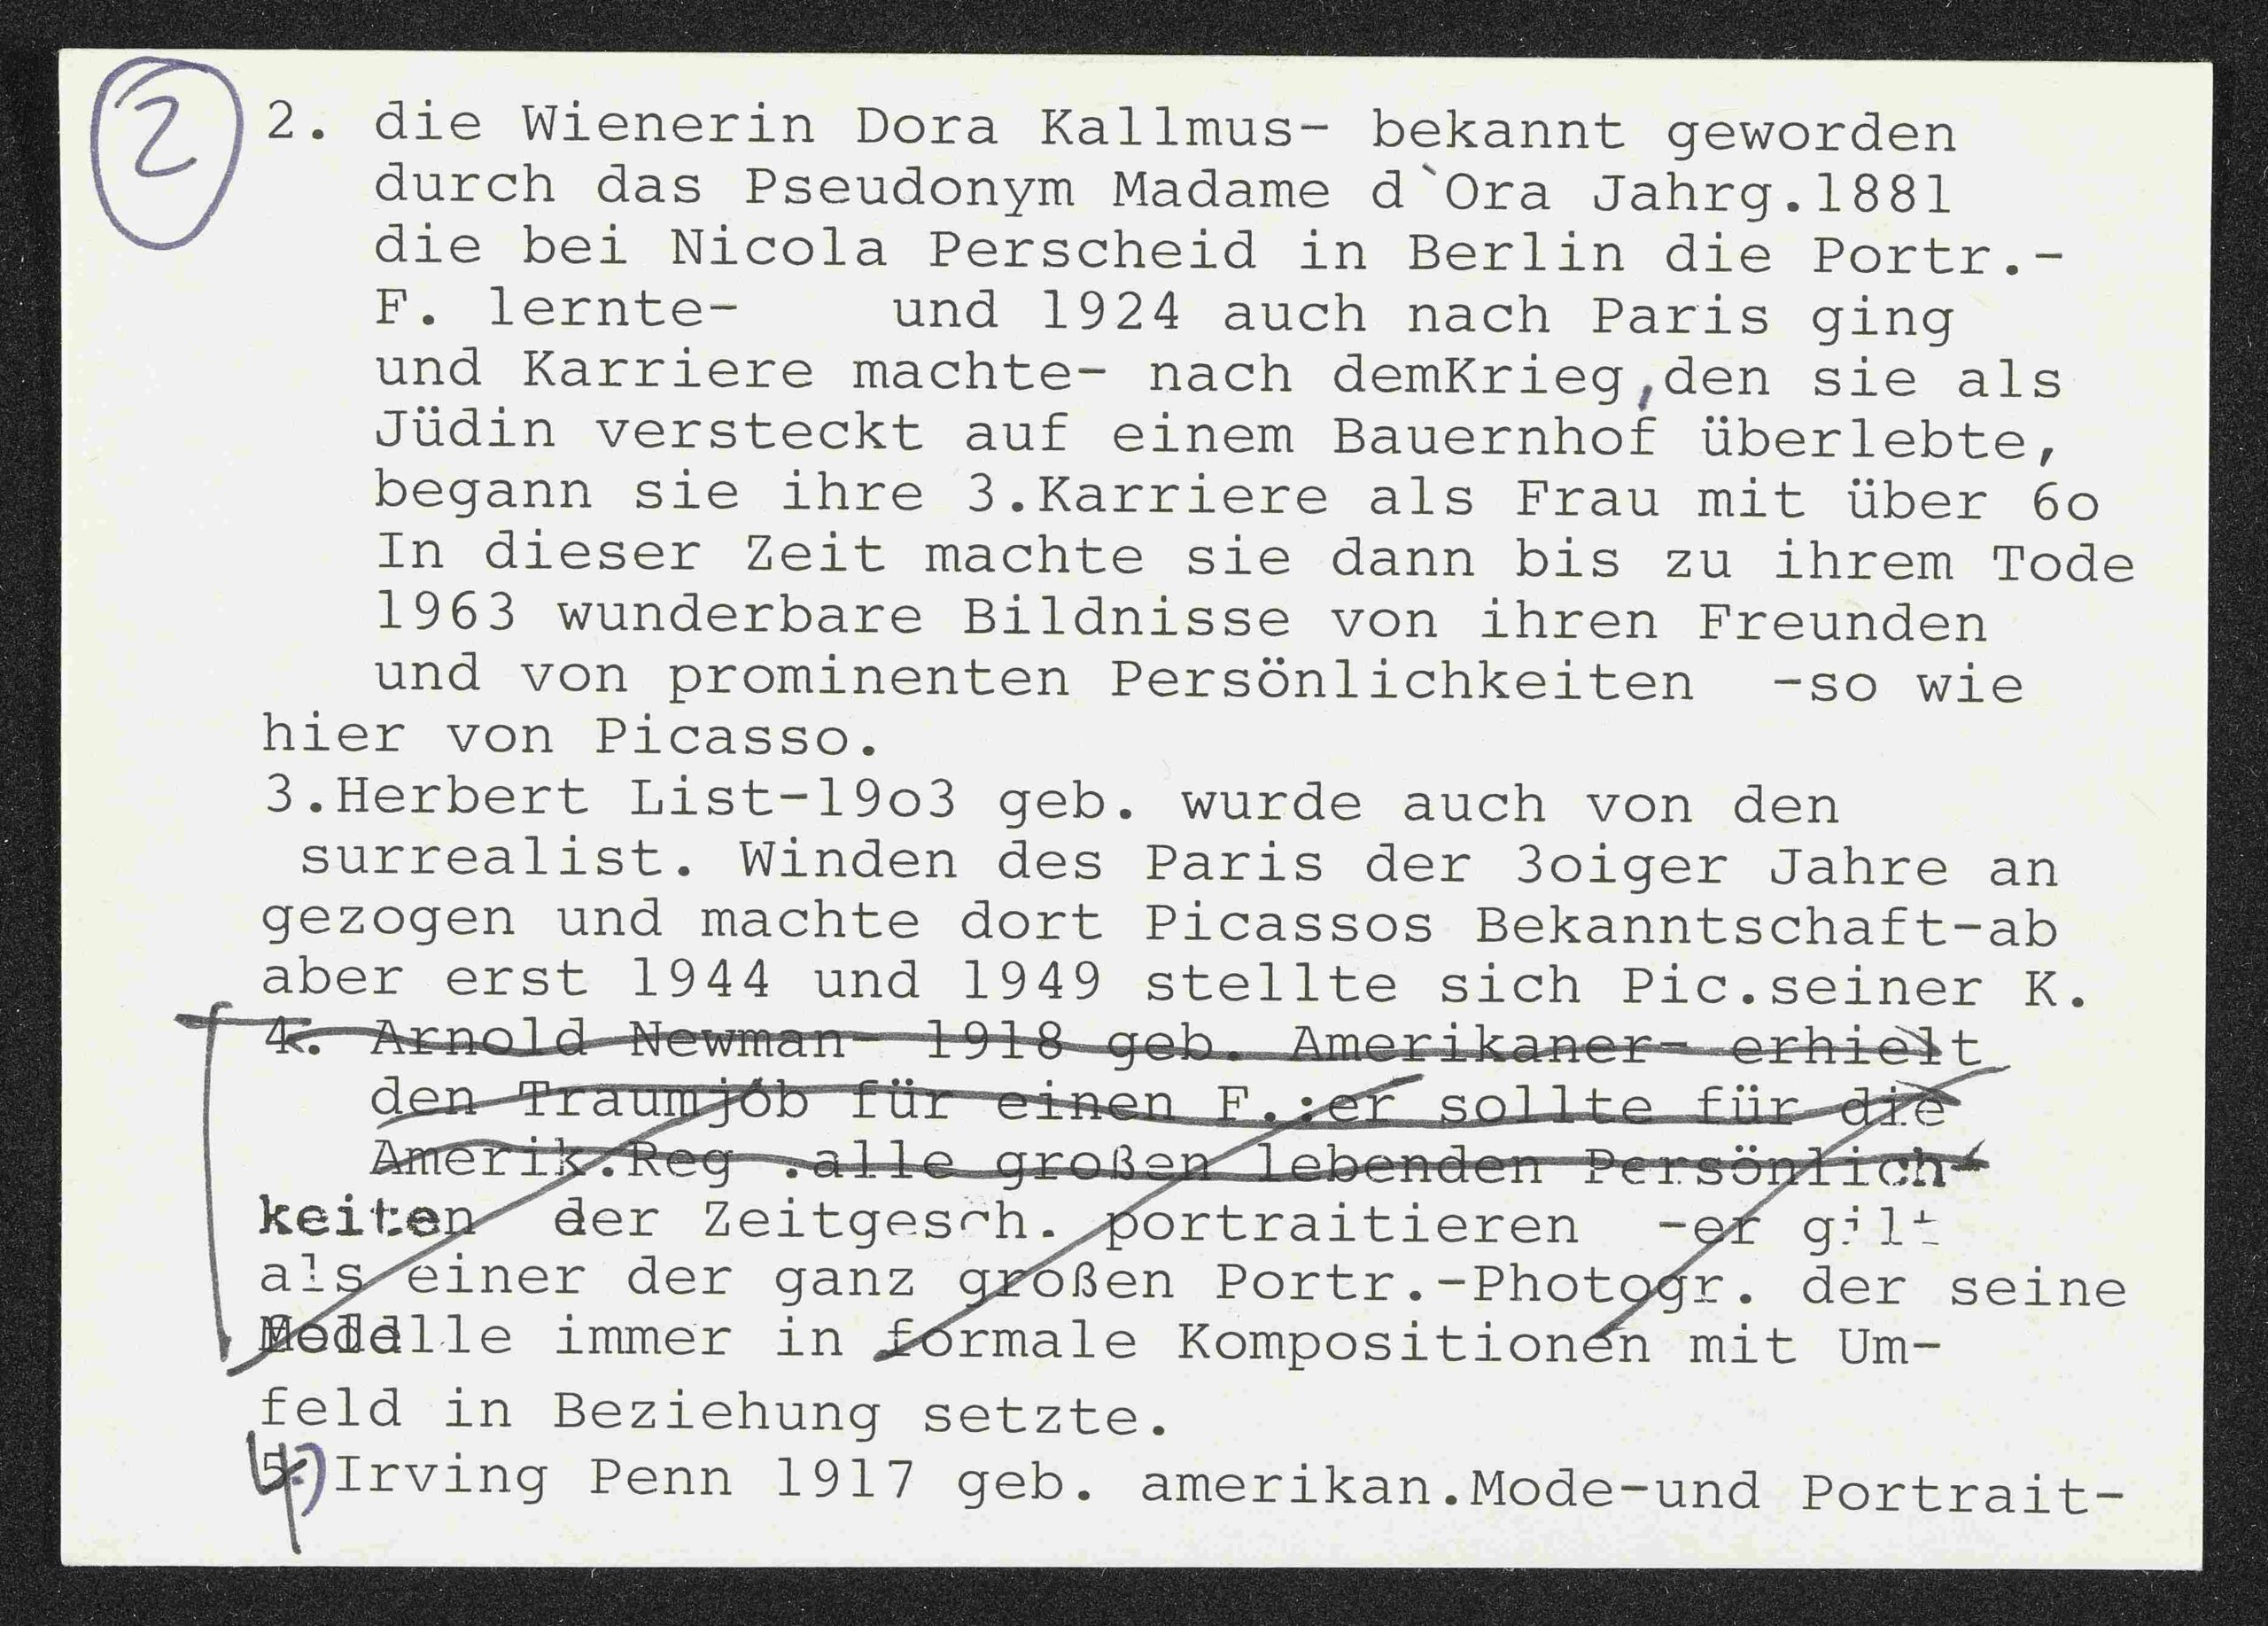 2
2. die Wienerin Dora Kallmus- bekannt geworden
durch das Pseudonym Madame d`Ora Jahrg.1881
die bei Nicola Perscheid in Berlin die Portr.-
F. lernte- und 1924 auch nach Paris ging
und Karriere machte- nach demKrieg,den sie als
Jüdin versteckt auf einem Bauernhof überlebte,
begann sie ihre 3.Karriere als Frau mit über 6o
In dieser Zeit machte sie dann bis zu ihrem Tode
1963 wunderbare Bildnisse von ihren Freunden
und von prominenten Persönlichkeiten -so wie
hier von Picasso.
3.Herbert List-19o3 geb. wurde auch von den
surrealist. Winden des Paris der 3oiger Jahre an
gezogen und machte dort Picassos Bekanntschaft-ab
aber erst 1944 und 1949 stellte sich Pic.seiner K.
4. Arnold Newman- 1918 geb. Amerikaner- erhielt
den Traumjob für einen F.:er sollte für die
Amerik.Reg .alle großen lebenden Persönlich-
keiten der Zeitgesch. portraitieren -er gilt
als einer der ganz großen Portr.-Photogr. der seine
Modelle immer in formale Kompositionen mit Um-
feld in Beziehung setzte.
4.) Irving Penn 1917 geb. amerikan.Mode-und Portrait-